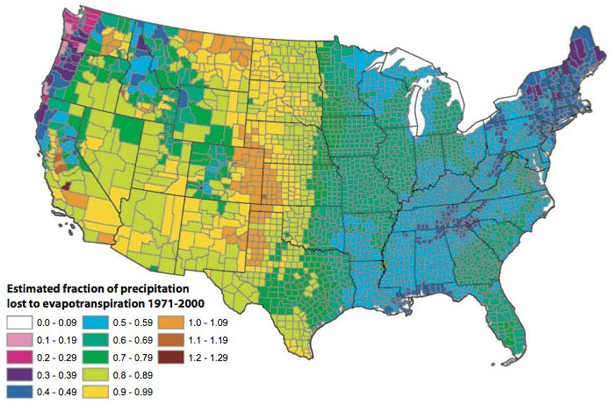 Estimated fraction of precipitation
lost to evapotranspiration 1971-2000
0.0 - 0.09
0.5 - 0.59
1.0 - 1.09
0.1 - 0.19
0.6 - 0.69
1.1 - 1.19
0.2 - 0.29
0.7 - 0.79
1.2 - 1.29
0.3 - 0.39
0.8 - 0.89
0.4 - 0.49
0.9 - 0.99